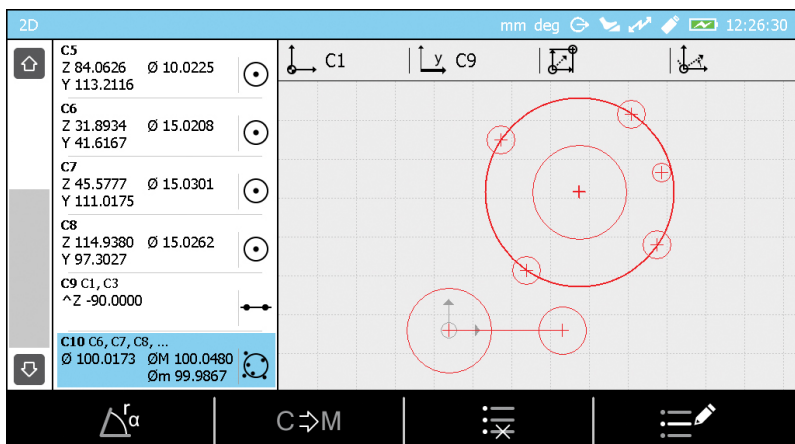 2D mm deg 12:26:30
C5
Z 84.0626 Ø 10.0225
Y 113.2116
C6
Z 31.8934 Ø 15.0208
Y 41.6167
C7
Z 45.5777 Ø 15.0301
Y 111.0175
C8
Z 114.9380 Ø 15.0262
Y 97.3027
C9 C1, C3
^Z -90.0000
C10 C6, C7, C8, ...
Ø 100.0173 ØM 100.0480
Øm 99.9867
C1
y C9
r
α
C⇨M